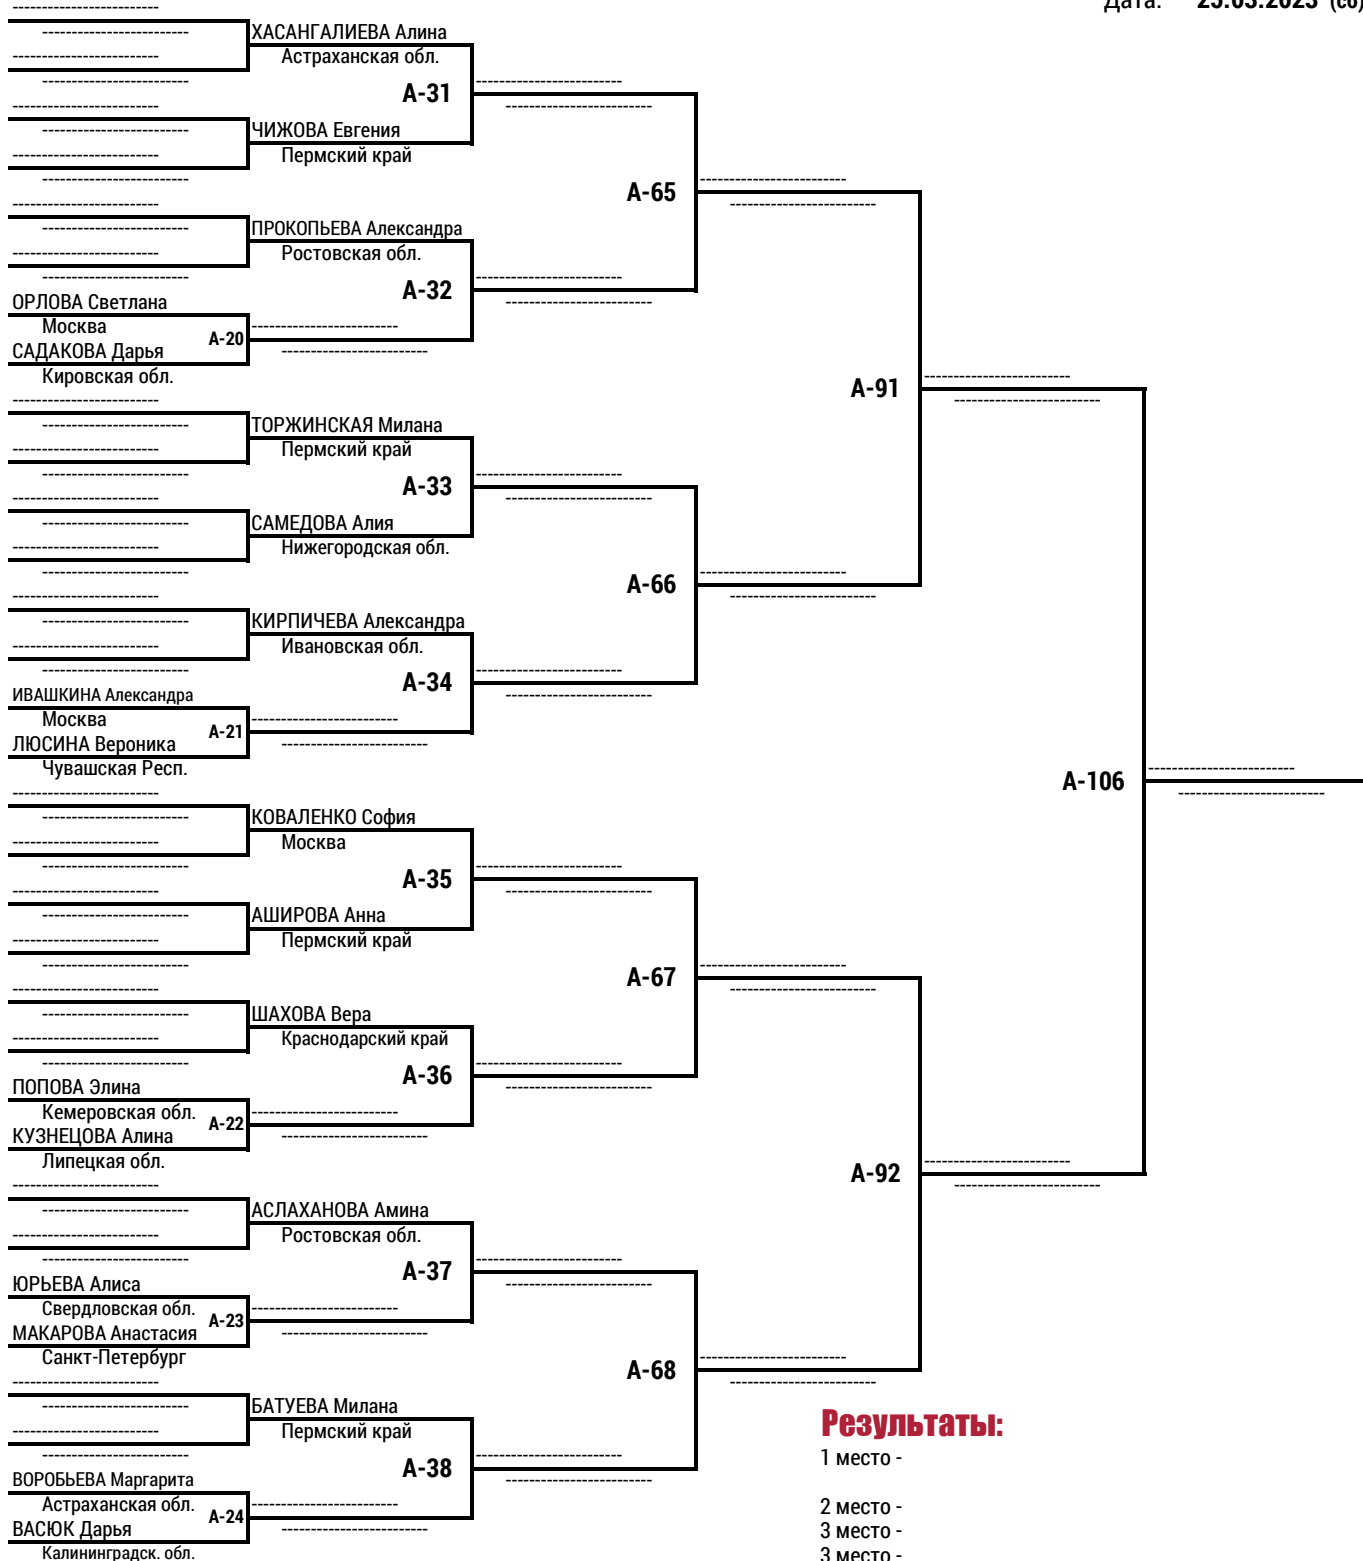 Дата: 25.03.2023 (сб)
ХАСАНГАЛИЕВА Алина
Астраханская обл.
А-31
ЧИЖОВА Евгения
Пермский край
А-65
ПРОКОПЬЕВА Александра
Ростовская обл.
А-32
ОРЛОВА Светлана
Москва
А-20
САДАКОВА Дарья
Кировская обл.
А-91
ТОРЖИНСКАЯ Милана
Пермский край
А-33
САМЕДОВА Алия
Нижегородская обл.
А-66
КИРПИЧЕВА Александра
Ивановская обл.
А-34
ИВАШКИНА Александра
Москва
А-21
ЛЮСИНА Вероника
Чувашская Респ.
А-106
КОВАЛЕНКО София
Москва
А-35
АШИРОВА Анна
Пермский край
А-67
ШАХОВА Вера
Краснодарский край
А-36
ПОПОВА Элина
Кемеровская обл.
А-22
КУЗНЕЦОВА Алина
Липецкая обл.
А-92
АСЛАХАНОВА Амина
Ростовская обл.
А-37
ЮРЬЕВА Алиса
Свердловская обл.
А-23
МАКАРОВА Анастасия
Санкт-Петербург
А-68
БАТУЕВА Милана
Пермский край
А-38
ВОРОБЬЕВА Маргарита
Астраханская обл.
А-24
ВАСЮК Дарья
Калининградск. обл.
Результаты:
1 место -
2 место -
3 место -
3 место -